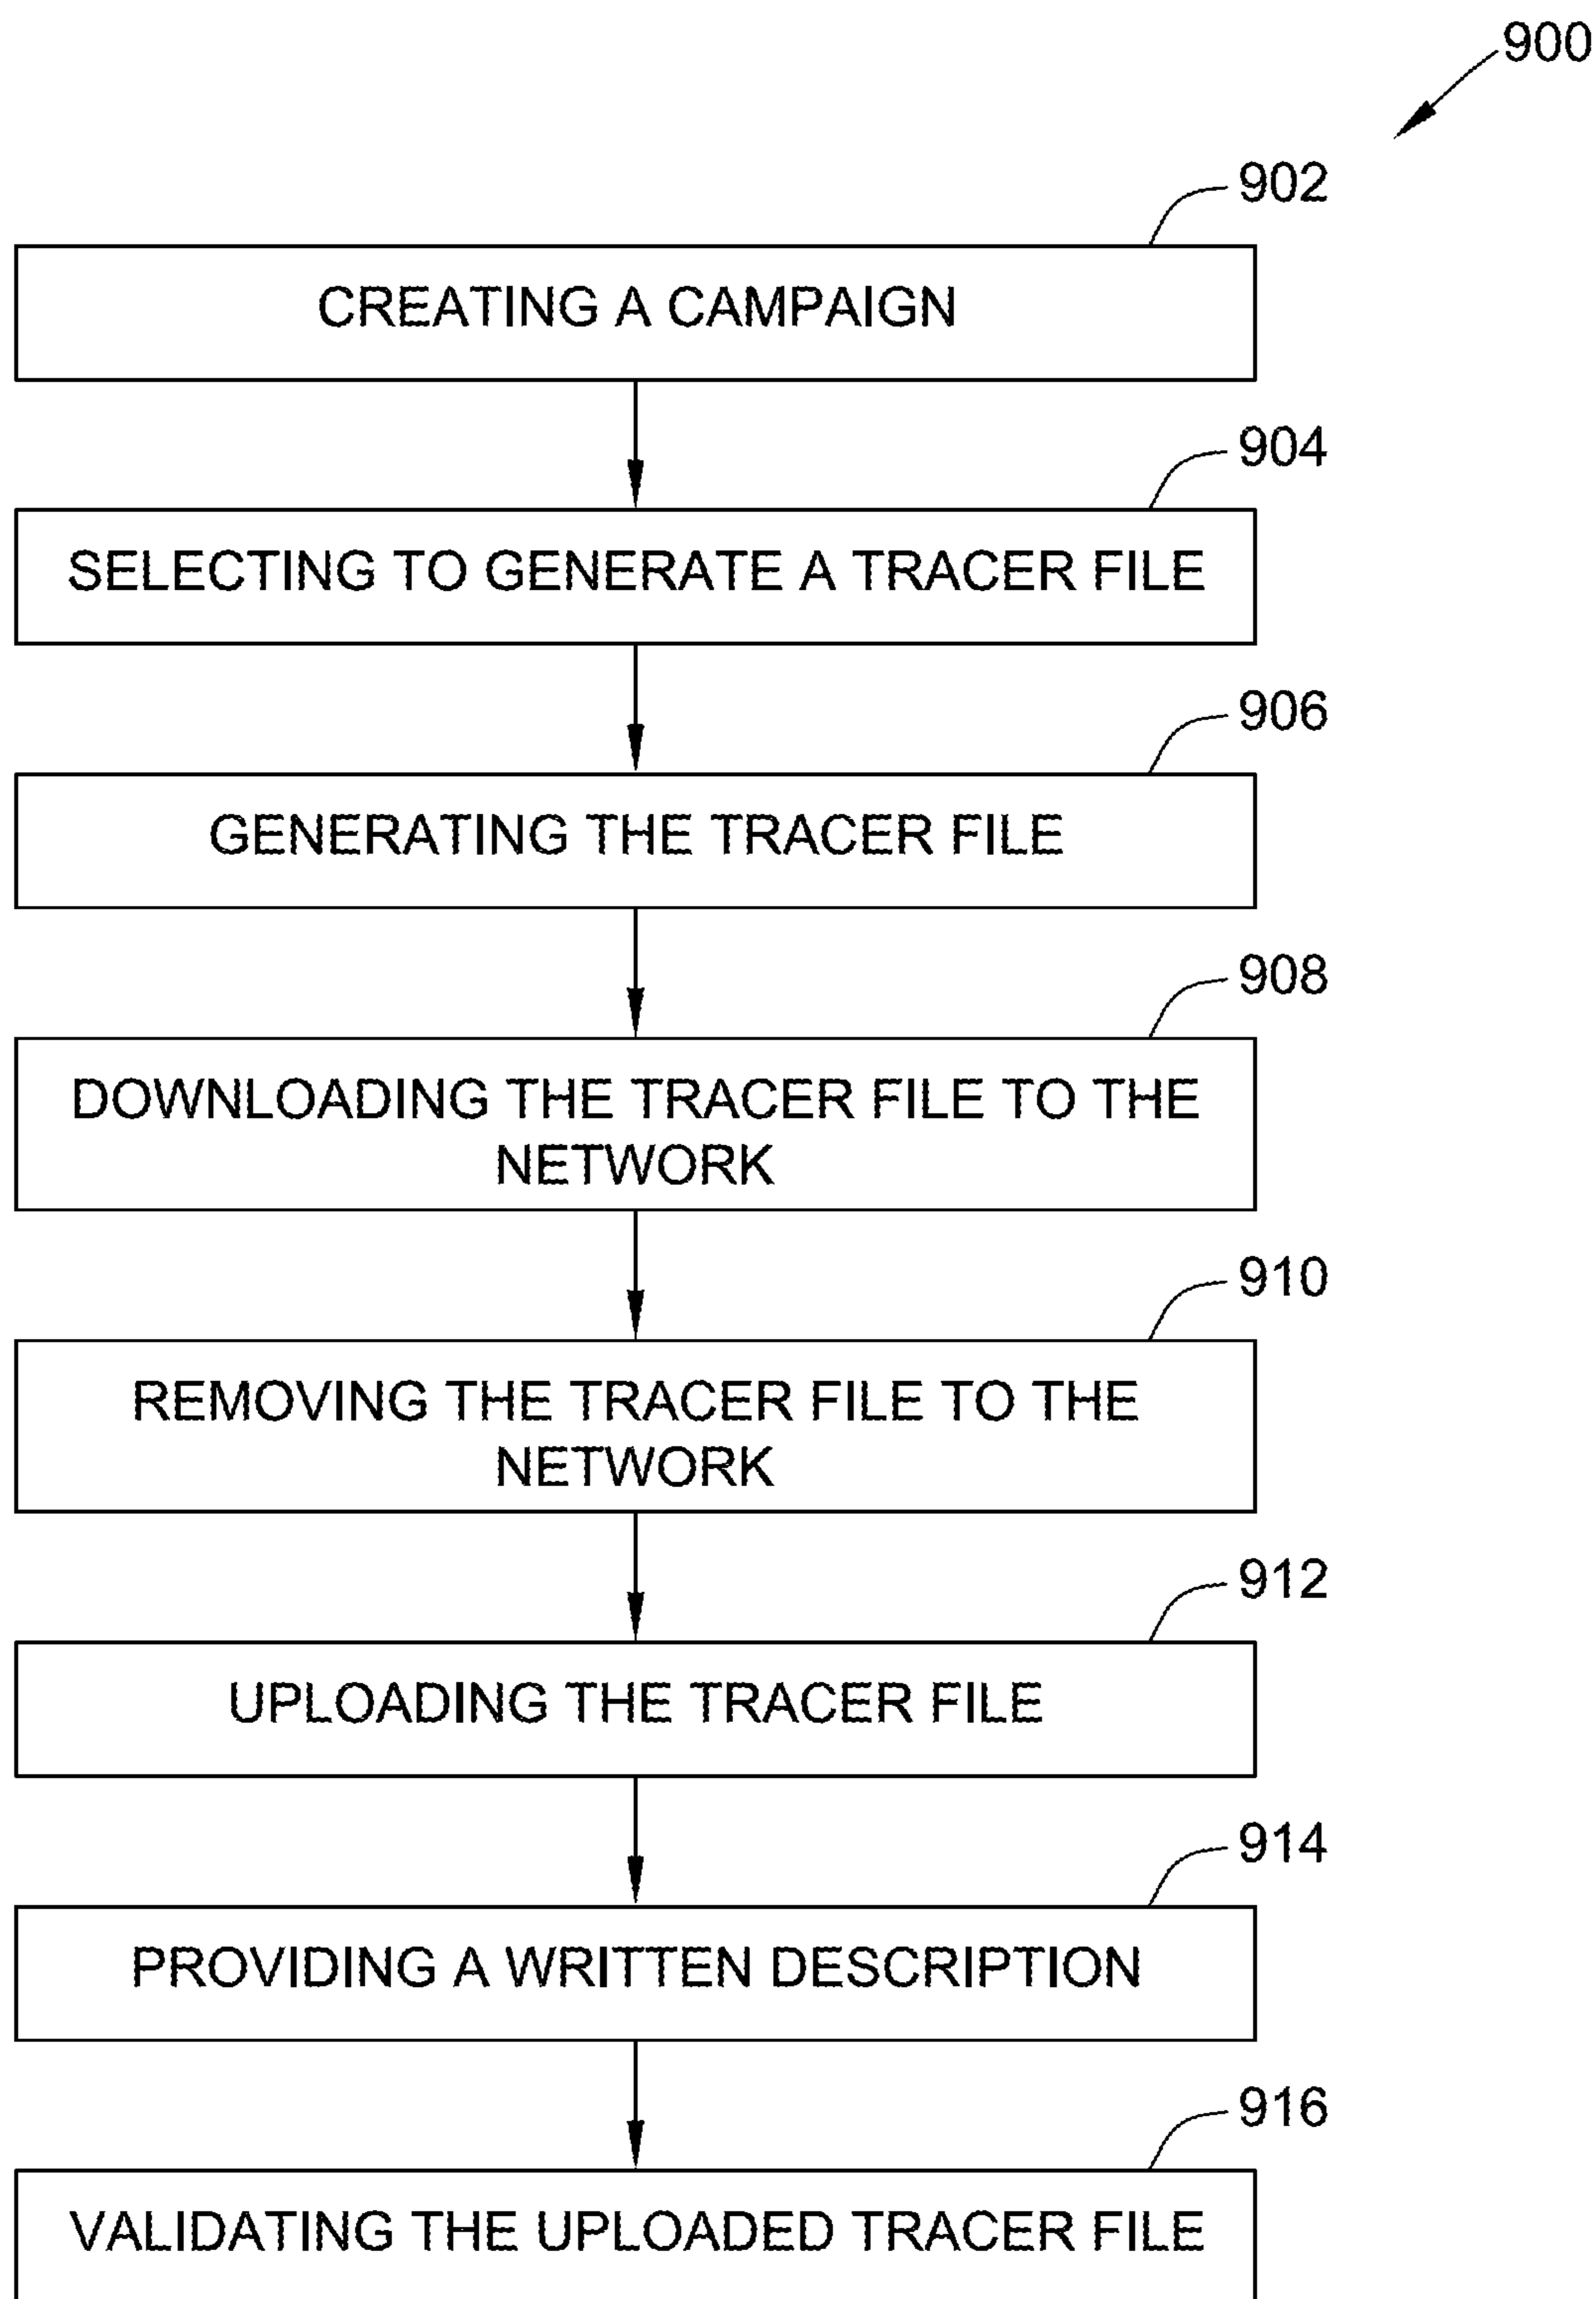 900
902
CREATING A CAMPAIGN
904
SELECTING TO GENERATE A TRACER FILE
906
GENERATING THE TRACER FILE
908
DOWNLOADING THE TRACER FILE TO THE
NETWORK
910
REMOVING THE TRACER FILE TO THE
NETWORK
912
UPLOADING THE TRACER FILE
914
PROVIDING A WRITTEN DESCRIPTION
916
VALIDATING THE UPLOADED TRACER FILE